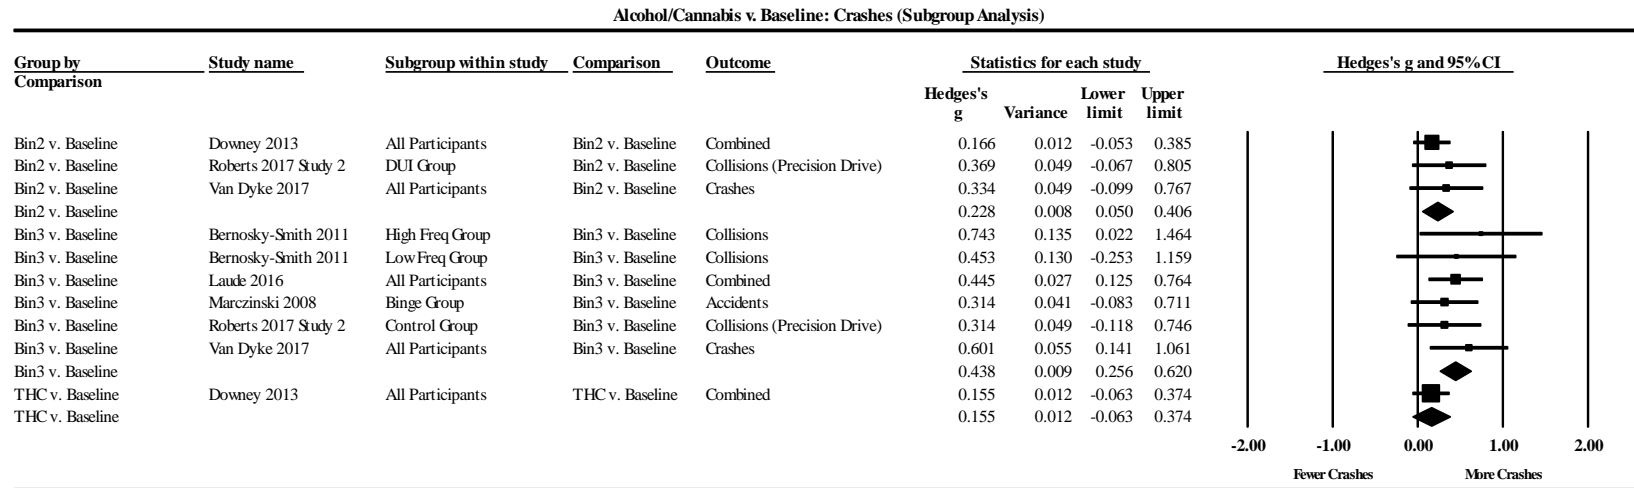 Alcohol/Cannabis v. Baseline: Crashes (Subgroup Analysis)
Group by Study name Subgroup within study Comparison Outcome Statistics for each study Hedges's g and 95% CI
Comparison
Hedges's Lower Upper
g Variance limit limit
Bin2 v. Baseline Downey 2013 All Participants Bin2 v. Baseline Combined 0.166 0.012 -0.053 0.385
Bin2 v. Baseline Roberts 2017 Study 2 DUI Group Bin2 v. Baseline Collisions (Precision Drive) 0.369 0.049 -0.067 0.805
Bin2 v. Baseline Van Dyke 2017 All Participants Bin2 v. Baseline Crashes 0.334 0.049 -0.099 0.767
Bin2 v. Baseline 0.228 0.008 0.050 0.406
Bin3 v. Baseline Bernosky-Smith 2011 High Freq Group Bin3 v. Baseline Collisions 0.743 0.135 0.022 1.464
Bin3 v. Baseline Bernosky-Smith 2011 Low Freq Group Bin3 v. Baseline Collisions 0.453 0.130 -0.253 1.159
Bin3 v. Baseline Laude 2016 All Participants Bin3 v. Baseline Combined 0.445 0.027 0.125 0.764
Bin3 v. Baseline Marczinski 2008 Binge Group Bin3 v. Baseline Accidents 0.314 0.041 -0.083 0.711
Bin3 v. Baseline Roberts 2017 Study 2 Control Group Bin3 v. Baseline Collisions (Precision Drive) 0.314 0.049 -0.118 0.746
Bin3 v. Baseline Van Dyke 2017 All Participants Bin3 v. Baseline Crashes 0.601 0.055 0.141 1.061
Bin3 v. Baseline 0.438 0.009 0.256 0.620
THC v. Baseline Downey 2013 All Participants THC v. Baseline Combined 0.155 0.012 -0.063 0.374
THC v. Baseline 0.155 0.012 -0.063 0.374
-2.00 -1.00 0.00 1.00 2.00
Fewer Crashes More Crashes